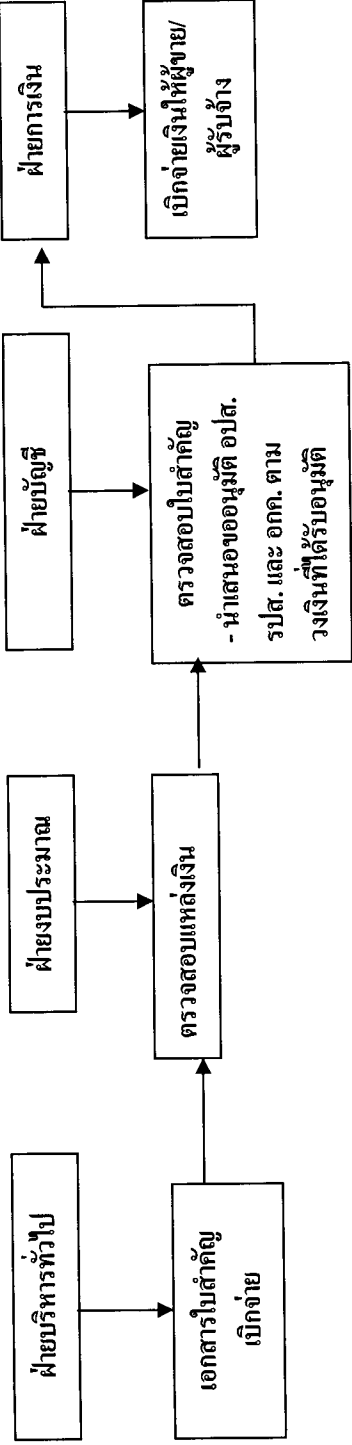 ฝ่ายบริหารทั่วไป
เอกสารใบสำคัญ
เบิกจ่าย
ฝ่ายงบประมาณ
ตรวจสอบแหล่งเงิน
ฝ่ายบัญชี
ตรวจสอบใบสำคัญ
- นำเสนอขออนุมัติ อปส.
รปส. และ อกค. ตาม
วงเงินที่ได้รับอนุมัติ
ฝ่ายการเงิน
เบิกจ่ายเงินให้ผู้ขาย/
ผู้รับจ้าง